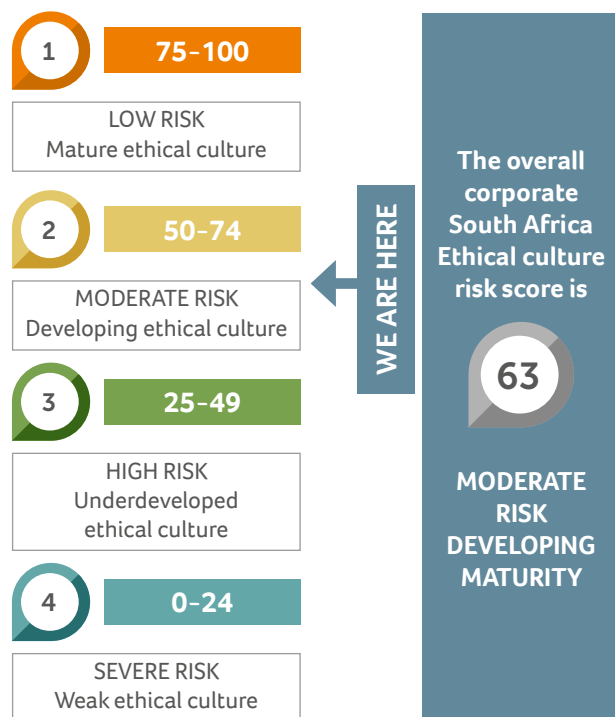 1
75-100
LOW RISK
Mature ethical culture
2
50-74
MODERATE RISK
Developing ethical culture
3
25-49
HIGH RISK
Underdeveloped
ethical culture
4
0-24
SEVERE RISK
Weak ethical culture
WE ARE HERE
The overall
corporate
South Africa
Ethical culture
risk score is
63
MODERATE
RISK
DEVELOPING
MATURITY